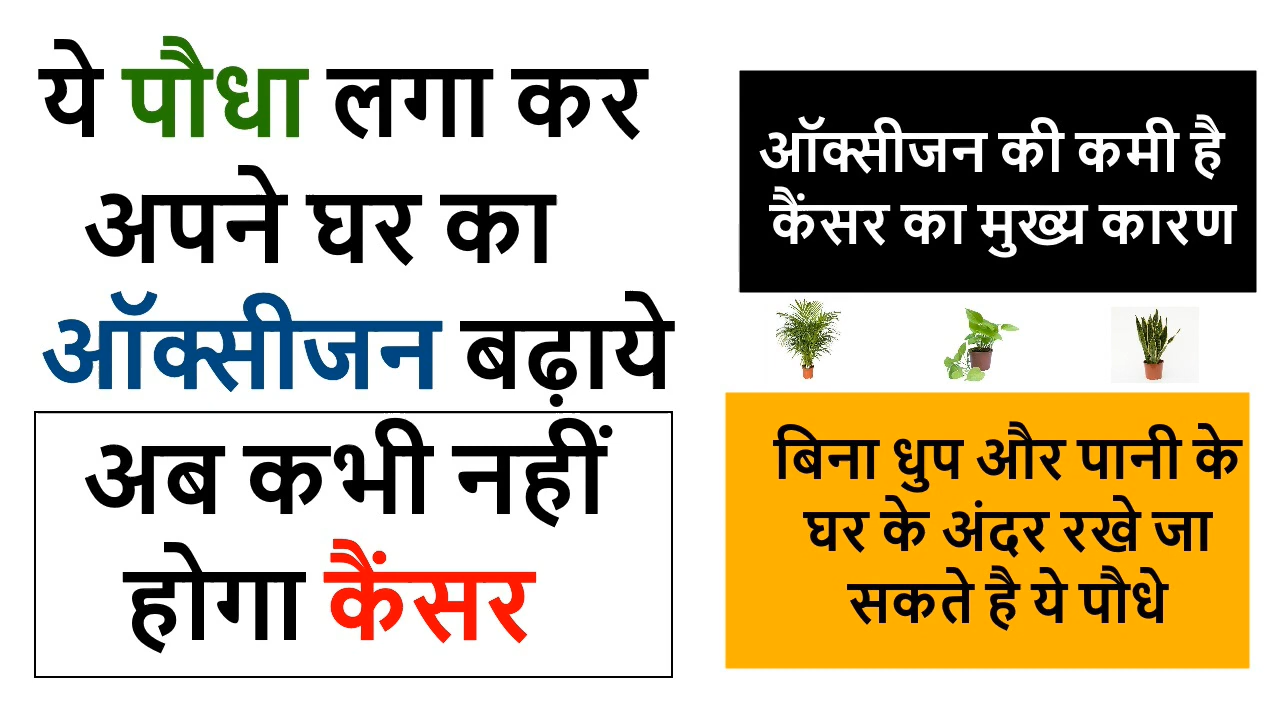 ये पौधा लगा कर
अपने घर का
ऑक्सीजन बढ़ाये
अब कभी नहीं
होगा कैंसर
ऑक्सीजन की कमी है
कैंसर का मुख्य कारण
बिना धुप और पानी के
घर के अंदर रखे जा
सकते है ये पौधे